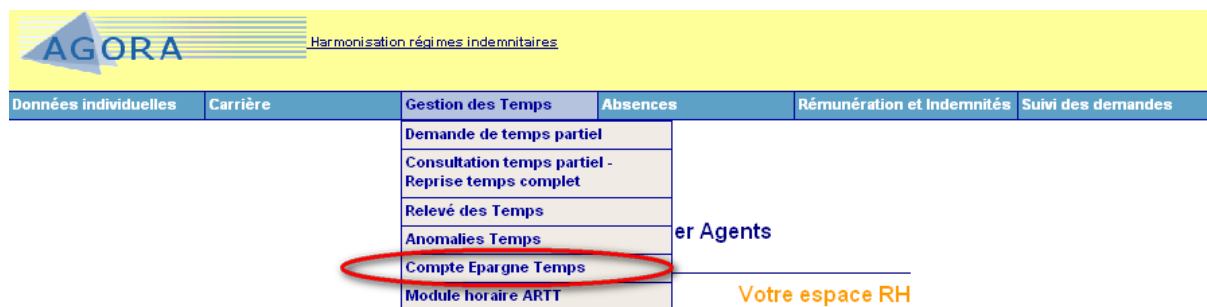 AGORA
Harmonisation régimes indemnitaires
Données individuelles Carrière Gestion des Temps Absences Rémunération et Indemnités Suivi des demandes
Demande de temps partiel
Consultation temps partiel -
Reprise temps complet
Relevé des Temps
Anomalies Temps
er Agents
Compte Epargne Temps
Module horaire ARTT
Votre espace RH